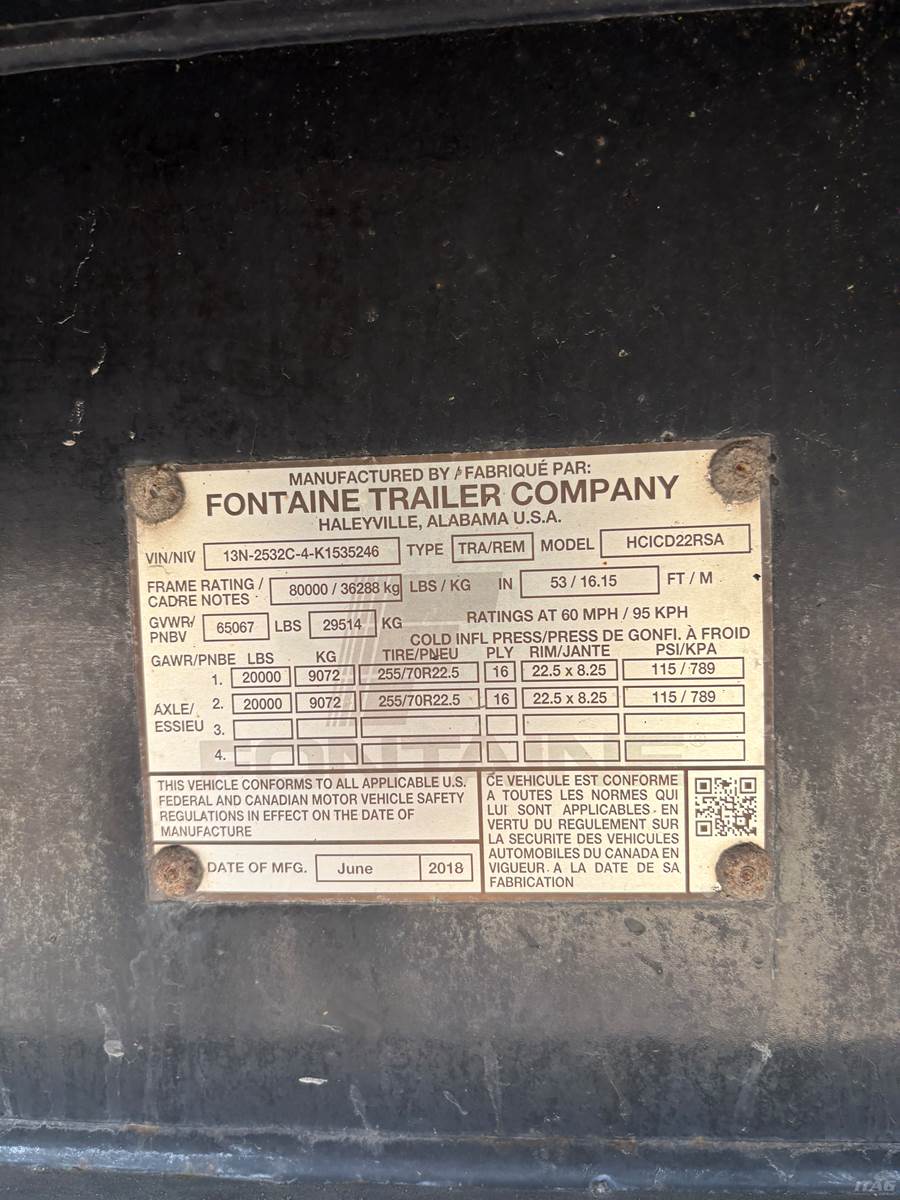 MANUFACTURED BY / FABRIQUÉ PAR:
FONTAINE TRAILER COMPANY
HALEYVILLE, ALABAMA U.S.A.
VIN/NIV 13N-2532C-4-K1535246 TYPE TRA/REM MODEL HCICD22RSA
FRAME RATING / CADRE NOTES 80000 / 36288 kg LBS / KG IN 53 / 16.15 FT / M
GVWR/ PNBV 65067 LBS 29514 KG RATINGS AT 60 MPH / 95 KPH
COLD INFL PRESS/PRESS DE GONFI. À FROID
GAWR/PNBE LBS KG TIRE/PNEU PLY RIM/JANTE PSI/KPA
AXLE/ ESSIEU
1. 20000 9072 255/70R22.5 16 22.5 x 8.25 115 / 789
2. 20000 9072 255/70R22.5 16 22.5 x 8.25 115 / 789
3.
4.
FONTAINE®
THIS VEHICLE CONFORMS TO ALL APPLICABLE U.S.
FEDERAL AND CANADIAN MOTOR VEHICLE SAFETY
REGULATIONS IN EFFECT ON THE DATE OF
MANUFACTURE
DATE OF MFG. June 2018
CE VEHICULE EST CONFORME
A TOUTES LES NORMES QUI
LUI SONT APPLICABLES EN
VERTU DU REGULEMENT SUR
LA SECURITE DES VEHICULES
AUTOMOBILES DU CANADA EN
VIGUEUR A LA DATE DE SA
FABRICATION